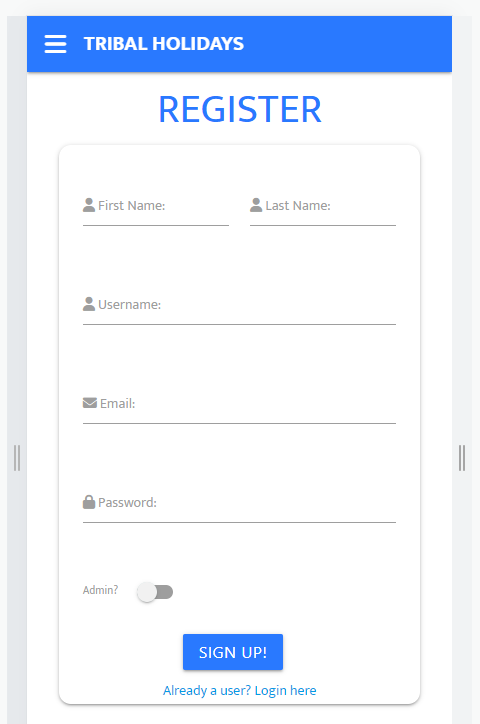 TRIBAL HOLIDAYS
REGISTER
First Name: Last Name:
Username:
Email:
Password:
Admin?
SIGN UP!
Already a user? Login here